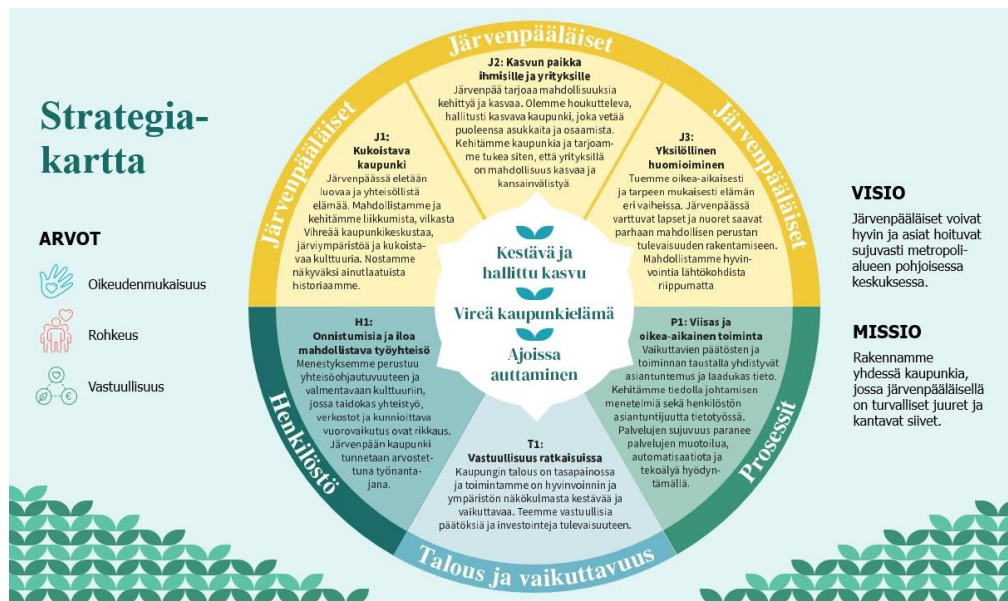 Strategia-
kartta
ARVOT
Oikeudenmukaisuus
Rohkeus
Vastuullisuus
Järvenpääläiset
J1:
Kukoistava
kaupunki
Järvenpäässä eletään
luovaa ja yhteisöllistä
elämää. Mahdollistamme ja
kehitämme liikkumista, vilkasta
Vihreää kaupunkikeskustaa,
järviympäristöä ja kukoista-
vaa kulttuuria. Nostamme
näkyväksi ainutlaatuista
historiaamme.
Järvenpääläiset
J2: Kasvun paikka
ihmisille ja yrityksille
Järvenpää tarjoaa mahdollisuuksia
kehittyä ja kasvaa. Olemme houkutteleva,
hallitusti kasvava kaupunki, joka vetää
puoleensa asukkaita ja osaamista.
Kehitämme kaupunkia ja tarjoam-
me tukea siten, että yrityksillä
on mahdollisuus kasvaa ja
kansainvälistyä.
Järvenpääläiset
J3:
Yksilöllinen
huomioiminen
Tuemme oikea-aikaisesti
ja tarpeen mukaisesti elämän
eri vaiheissa. Järvenpäässä
varttuvat lapset ja nuoret saavat
parhaan mahdollisen perustan
tulevaisuuden rakentamiseen.
Mahdollistamme hyvin-
vointia lähtökohdista
riippumatta.
Kestävä ja
hallittu kasvu
Vireä kaupunkielämä
Ajoissa
auttaminen
H1:
Onnistumisia ja iloa
mahdollistava työyhteisö
Menestyksemme perustuu
yhteisöohjautuvuuteen ja
valmentavaan kulttuuriin,
jossa taidokas yhteistyö,
verkostot ja kunnioittava
vuorovaikutus ovat rikkaus.
Järvenpään kaupunki
tunnetaan arvostet-
tuna työnanta-
jana.
Henkilöstö
T1:
Vastuullisuus ratkaisuissa
Kaupungin talous on tasapainossa
ja toimintamme on hyvinvoinnin ja
ympäristön näkökulmasta kestävää ja
vaikuttavaa. Teemme vastuullisia
päätöksiä ja investointeja tulevaisuuteen.
Talous ja vaikuttavuus
P1: Viisas ja
oikea-aikainen toiminta
Vaikuttavien päätösten ja
toiminnan taustalla yhdistyvät
asiantuntemus ja laadukas tieto.
Kehitämme tiedolla johtamisen
menetelmiä sekä henkilöstön
asiantuntijuutta tietotyössä.
Palvelujen sujuvuus paranee
palvelujen muotoilua,
automatisaatiota ja
tekoälyä hyödyn-
tämällä.
Prosessit
VISIO
Järvenpääläiset voivat
hyvin ja asiat hoituvat
sujuvasti metropoli-
alueen pohjoisessa
keskuksessa.
MISSIO
Rakennamme
yhdessä kaupunkia,
jossa järvenpääläisellä
on turvalliset juuret ja
kantavat siivet.